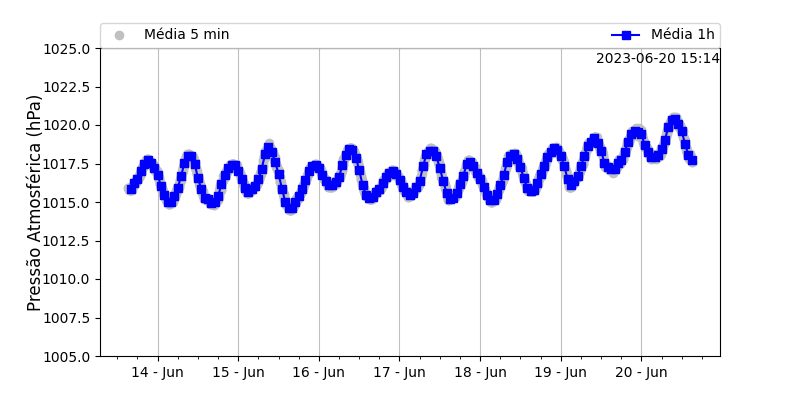 Média 5 min
Média 1h
2023-06-20 15:14
Pressão Atmosférica (hPa)
1025.0
1022.5
1020.0
1017.5
1015.0
1012.5
1010.0
1007.5
1005.0
14 - Jun
15 - Jun
16 - Jun
17 - Jun
18 - Jun
19 - Jun
20 - Jun